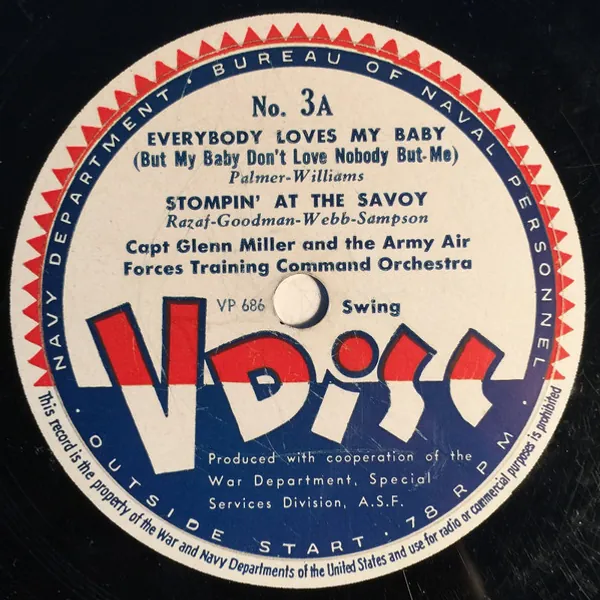 NAVY DEPARTMENT · BUREAU OF NAVAL PERSONNEL
No. 3A
EVERYBODY LOVES MY BABY
(But My Baby Don't Love Nobody But-Me)
Palmer-Williams
STOMPIN' AT THE SAVOY
Razaf-Goodman-Webb-Sampson
Capt Glenn Miller and the Army Air
Forces Training Command Orchestra
VP 686 Swing
V DISC
Produced with cooperation of the
War Department, Special
Services Division, A.S.F.
· OUTSIDE START · 78 RPM ·
This record is the property of the War and Navy Departments of the United States and use for radio or commercial purposes is prohibited